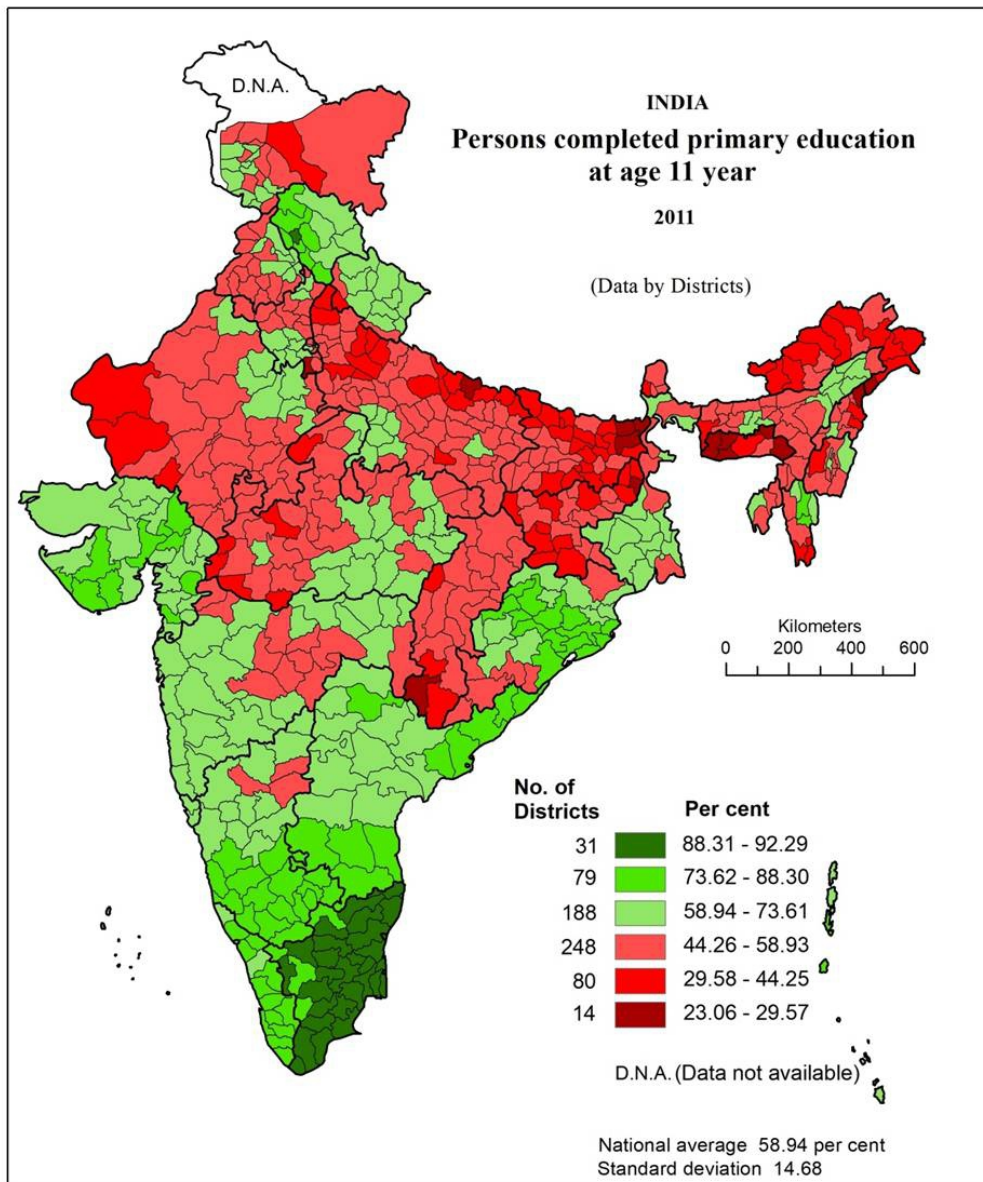 D.N.A.
INDIA
Persons completed primary education
at age 11 year
2011
(Data by Districts)
Kilometers
0 200 400 600
No. of
Districts Per cent
31 88.31 - 92.29
79 73.62 - 88.30
188 58.94 - 73.61
248 44.26 - 58.93
80 29.58 - 44.25
14 23.06 - 29.57
D.N.A. (Data not available)
National average 58.94 per cent
Standard deviation 14.68